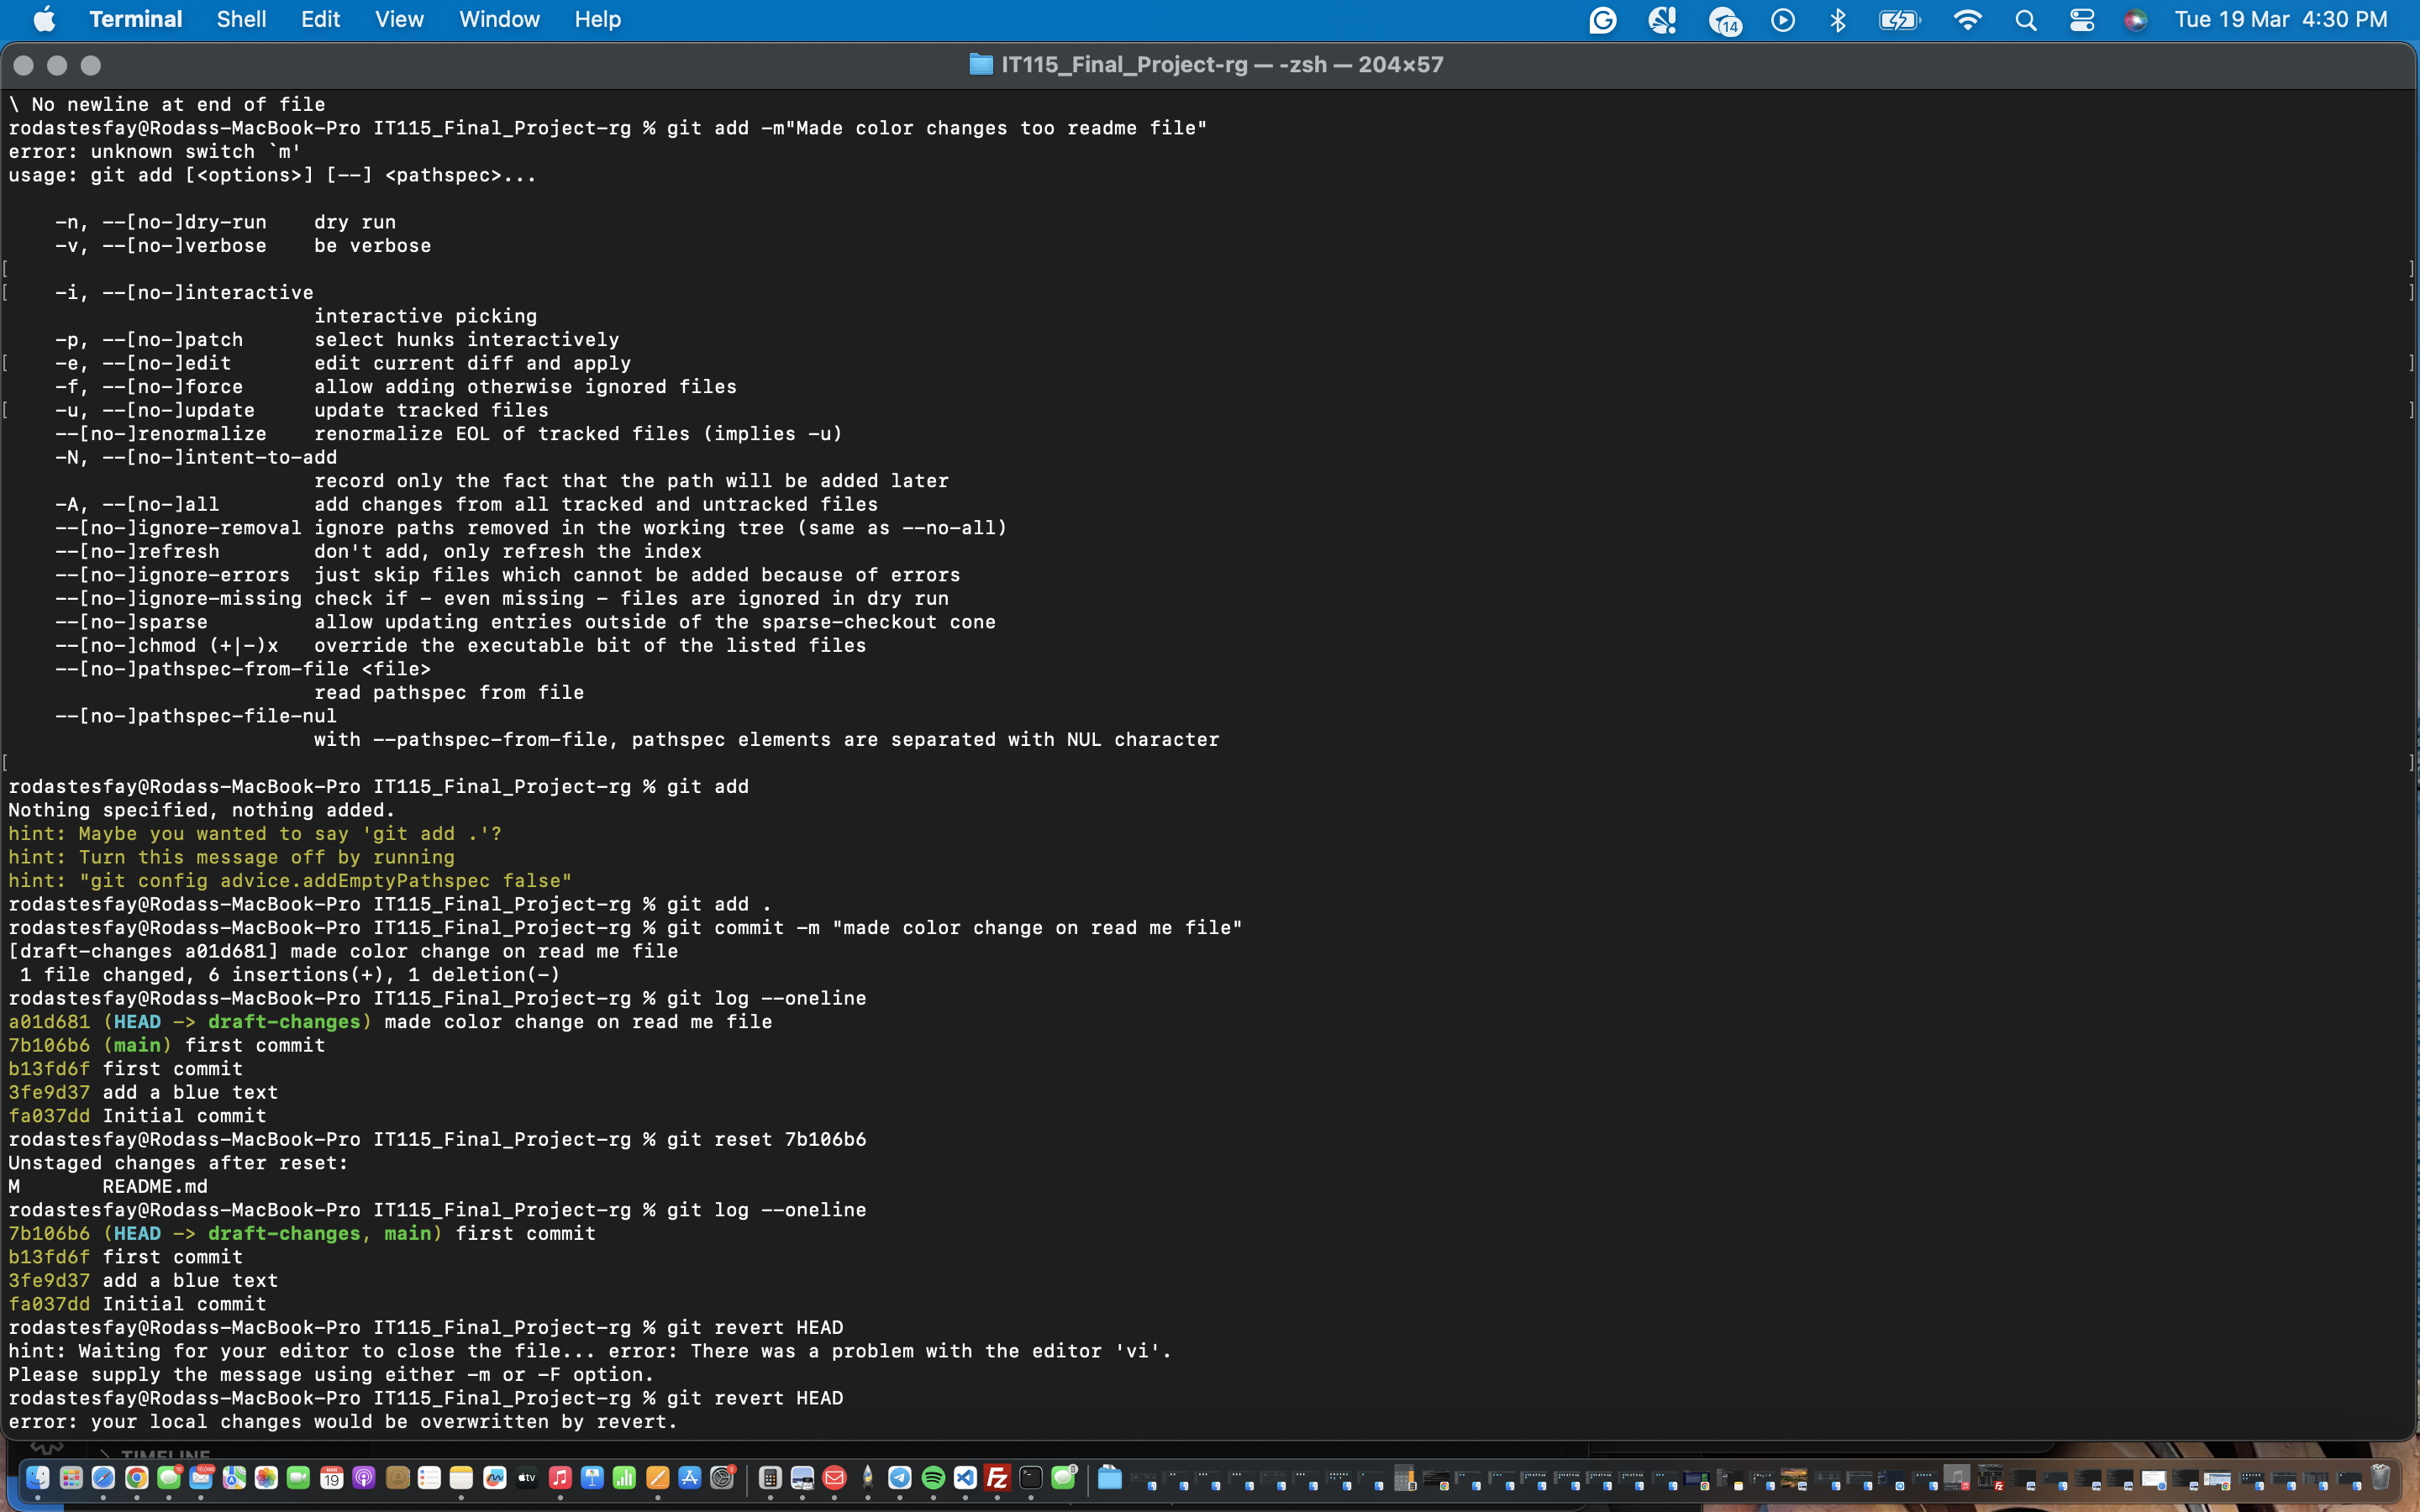 Terminal Shell Edit View Window Help 14 Tue 19 Mar 4:30 PM
IT115_Final_Project-rg — -zsh — 204×57
\ No newline at end of file
rodastesfay@Rodass-MacBook-Pro IT115_Final_Project-rg % git add -m"Made color changes too readme file"
error: unknown switch `m'
usage: git add [<options>] [--] <pathspec>...
-n, --[no-]dry-run dry run
-v, --[no-]verbose be verbose
[ ]
[ -i, --[no-]interactive ]
interactive picking
-p, --[no-]patch select hunks interactively
[ -e, --[no-]edit edit current diff and apply ]
-f, --[no-]force allow adding otherwise ignored files
[ -u, --[no-]update update tracked files ]
--[no-]renormalize renormalize EOL of tracked files (implies -u)
-N, --[no-]intent-to-add
record only the fact that the path will be added later
-A, --[no-]all add changes from all tracked and untracked files
--[no-]ignore-removal ignore paths removed in the working tree (same as --no-all)
--[no-]refresh don't add, only refresh the index
--[no-]ignore-errors just skip files which cannot be added because of errors
--[no-]ignore-missing check if - even missing - files are ignored in dry run
--[no-]sparse allow updating entries outside of the sparse-checkout cone
--[no-]chmod (+|-)x override the executable bit of the listed files
--[no-]pathspec-from-file <file>
read pathspec from file
--[no-]pathspec-file-nul
with --pathspec-from-file, pathspec elements are separated with NUL character
[ ]
rodastesfay@Rodass-MacBook-Pro IT115_Final_Project-rg % git add
Nothing specified, nothing added.
hint: Maybe you wanted to say 'git add .'?
hint: Turn this message off by running
hint: "git config advice.addEmptyPathspec false"
rodastesfay@Rodass-MacBook-Pro IT115_Final_Project-rg % git add .
rodastesfay@Rodass-MacBook-Pro IT115_Final_Project-rg % git commit -m "made color change on read me file"
[draft-changes a01d681] made color change on read me file
1 file changed, 6 insertions(+), 1 deletion(-)
rodastesfay@Rodass-MacBook-Pro IT115_Final_Project-rg % git log --oneline
a01d681 (HEAD -> draft-changes) made color change on read me file
7b106b6 (main) first commit
b13fd6f first commit
3fe9d37 add a blue text
fa037dd Initial commit
rodastesfay@Rodass-MacBook-Pro IT115_Final_Project-rg % git reset 7b106b6
Unstaged changes after reset:
M README.md
rodastesfay@Rodass-MacBook-Pro IT115_Final_Project-rg % git log --oneline
7b106b6 (HEAD -> draft-changes, main) first commit
b13fd6f first commit
3fe9d37 add a blue text
fa037dd Initial commit
rodastesfay@Rodass-MacBook-Pro IT115_Final_Project-rg % git revert HEAD
hint: Waiting for your editor to close the file... error: There was a problem with the editor 'vi'.
Please supply the message using either -m or -F option.
rodastesfay@Rodass-MacBook-Pro IT115_Final_Project-rg % git revert HEAD
error: your local changes would be overwritten by revert.
TIMELINE